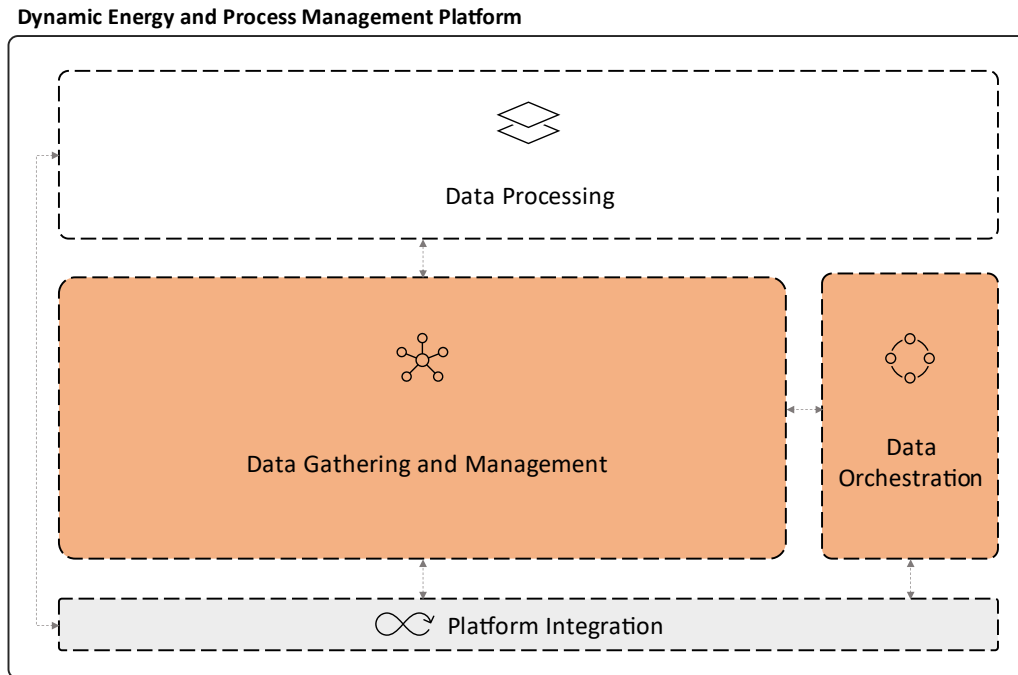 Dynamic Energy and Process Management Platform
Data Processing
Data Gathering and Management
Data
Orchestration
Platform Integration